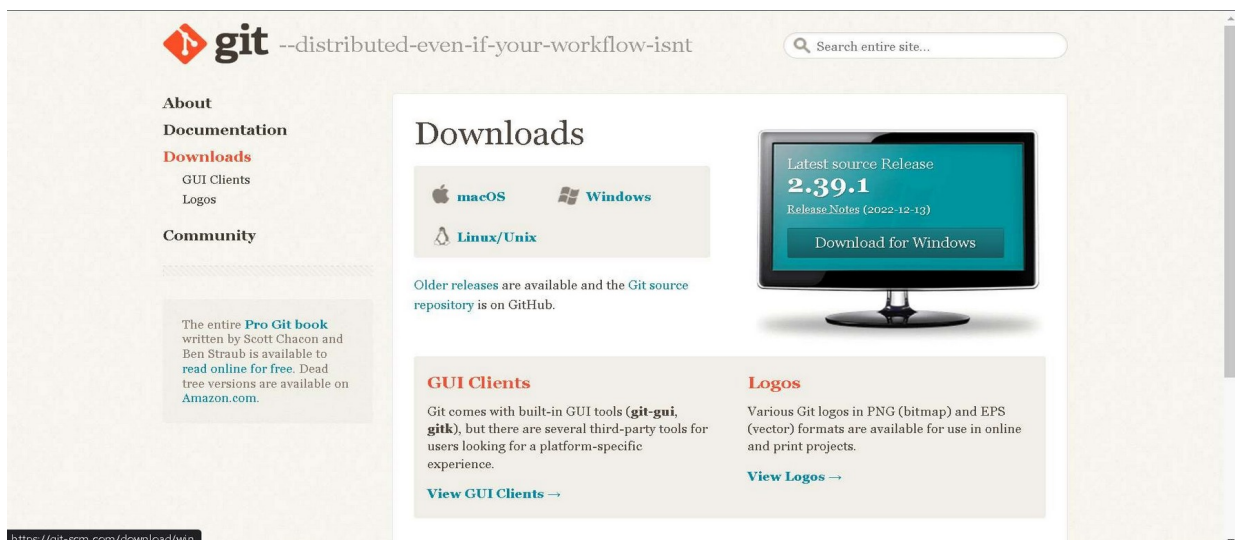 git --distributed-even-if-your-workflow-isnt
Search entire site...
About
Documentation
Downloads
GUI Clients
Logos
Community
The entire Pro Git book
written by Scott Chacon and
Ben Straub is available to
read online for free. Dead
tree versions are available on
Amazon.com.
Downloads
macOS
Windows
Linux/Unix
Older releases are available and the Git source
repository is on GitHub.
Latest source Release
2.39.1
Release Notes (2022-12-13)
Download for Windows
GUI Clients
Git comes with built-in GUI tools (git-gui,
gitk), but there are several third-party tools for
users looking for a platform-specific
experience.
View GUI Clients →
Logos
Various Git logos in PNG (bitmap) and EPS
(vector) formats are available for use in online
and print projects.
View Logos →
https://git-scm.com/download/win